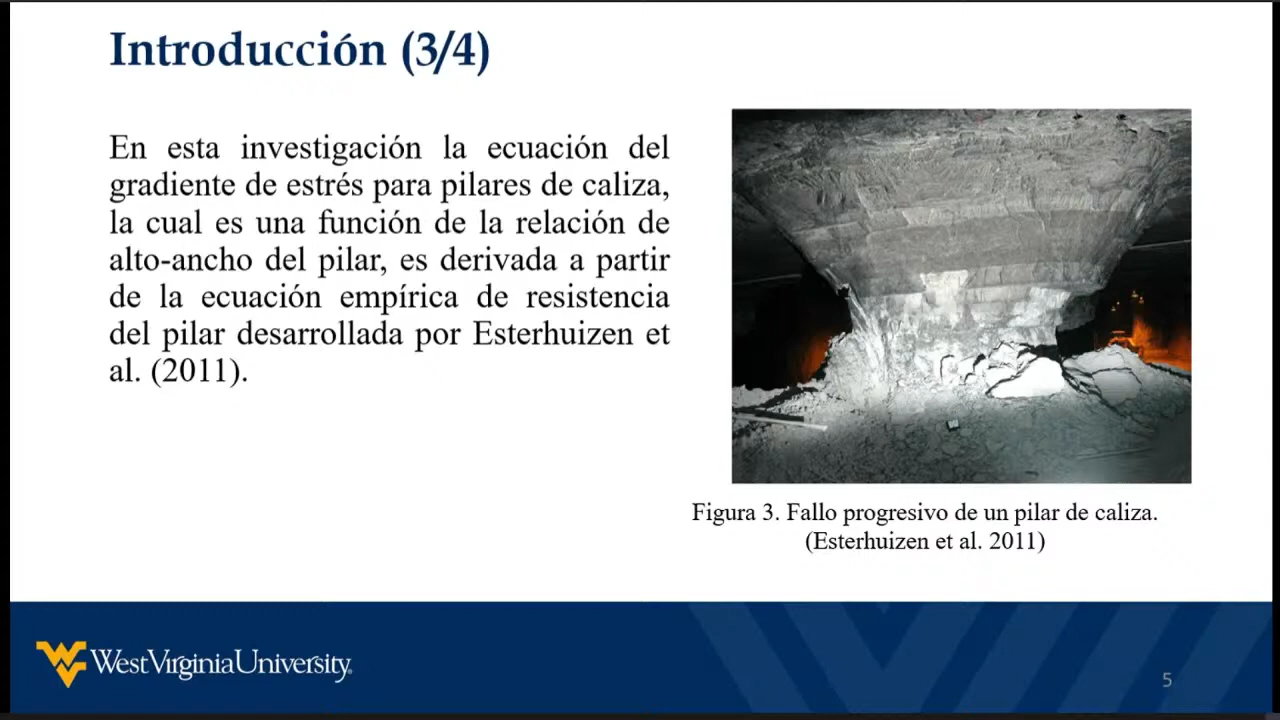 Introducción (3/4)
En esta investigación la ecuación del
gradiente de estrés para pilares de caliza,
la cual es una función de la relación de
alto-ancho del pilar, es derivada a partir
de la ecuación empírica de resistencia
del pilar desarrollada por Esterhuizen et
al. (2011).
Figura 3. Fallo progresivo de un pilar de caliza.
(Esterhuizen et al. 2011)
WestVirginiaUniversity.
5